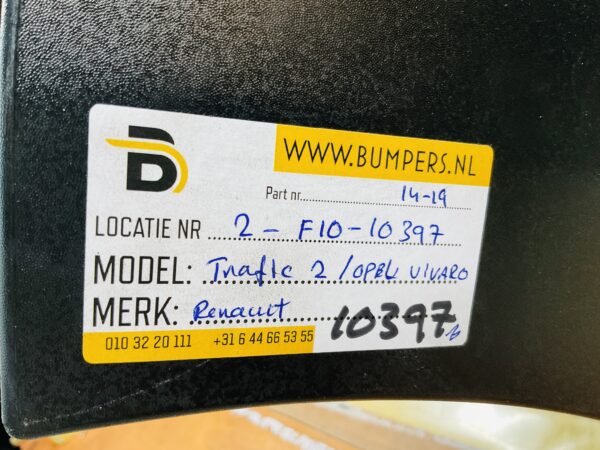 WWW.BUMPERS.NL
Part nr. 14-19
LOCATIE NR 2 - F10-10397
MODEL: Trafic 2 / OPEL VIVARO
MERK: Renault 10397
010 32 20 111 +31 6 44 66 53 55